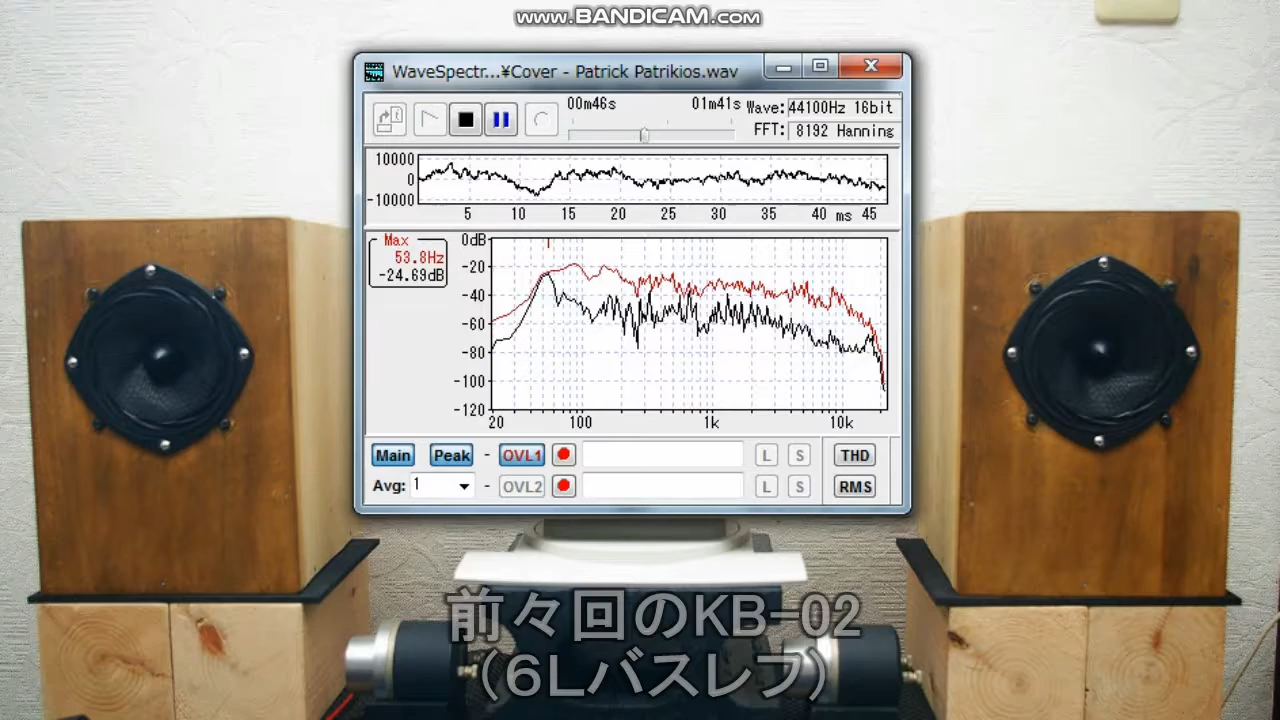 www.BANDICAM.com
WaveSpectr...¥Cover - Patrick Patrikios.wav
00m46s 01m41s Wave: 44100Hz 16bit
FFT: 8192 Hanning
10000
0
-10000
5 10 15 20 25 30 35 40 ms 45
Max
53.8Hz
-24.69dB
0dB
-20
-40
-60
-80
-100
-120
20 100 1k 10k
Main Peak - OVL1 L S THD
Avg: 1 - OVL2 L S RMS
前々回のKB-02
（6Lバスレフ）